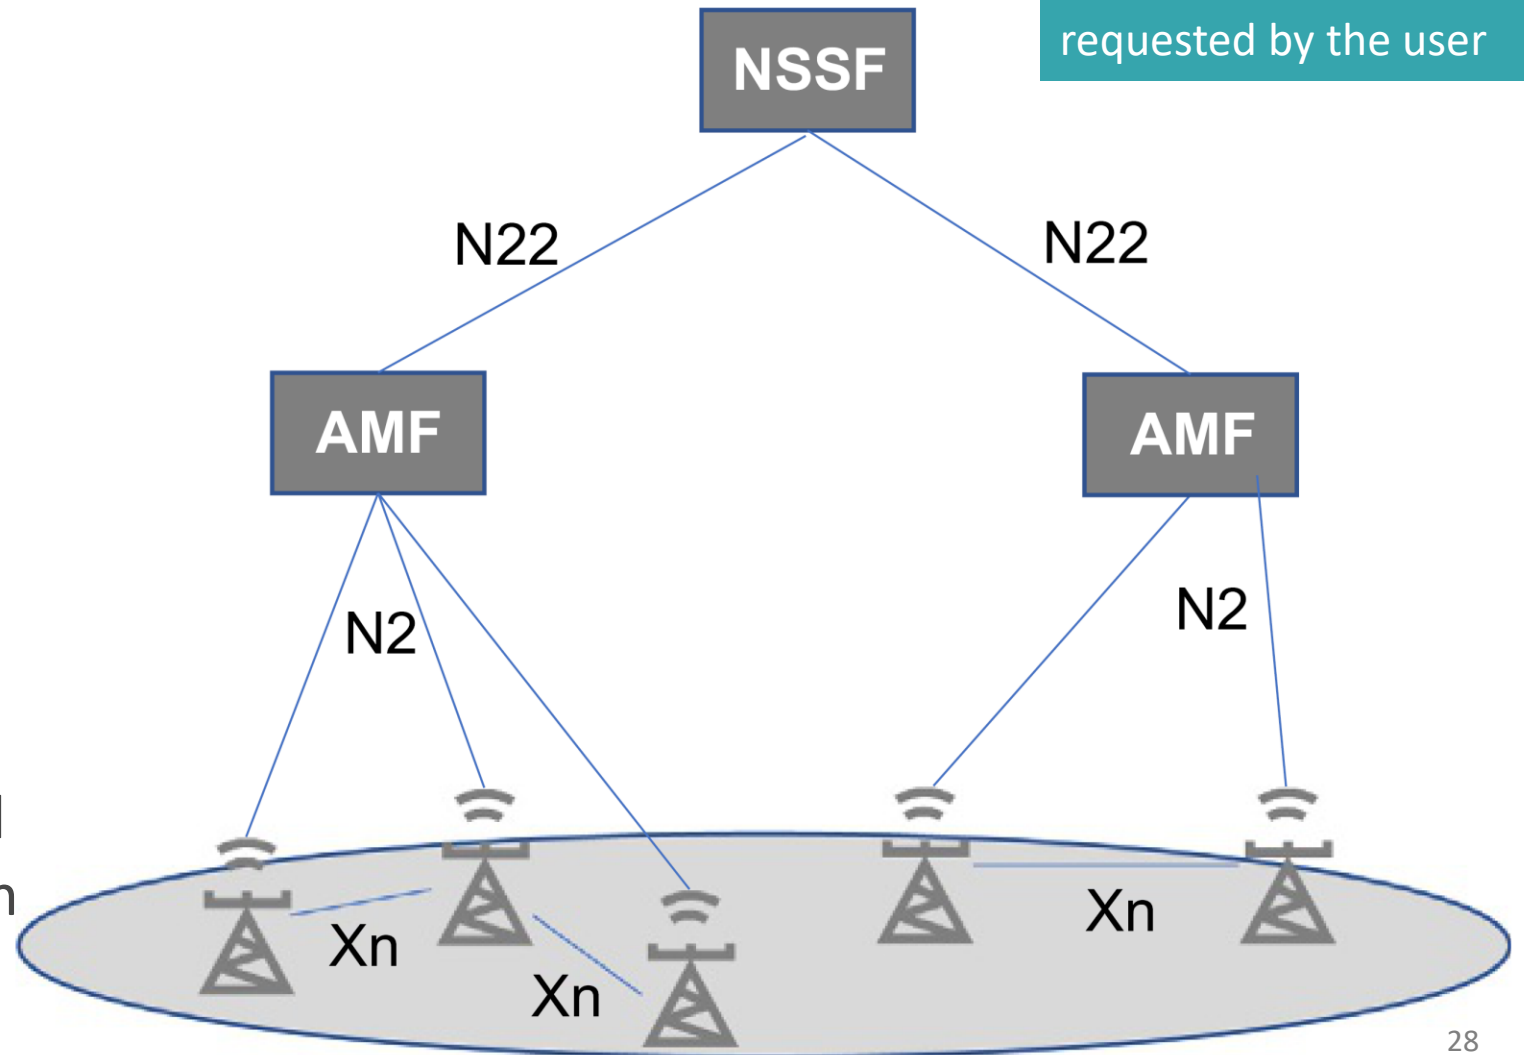 requested by the user
NSSF
N22
N22
AMF
AMF
N2
N2
Xn
Xn
Xn
28